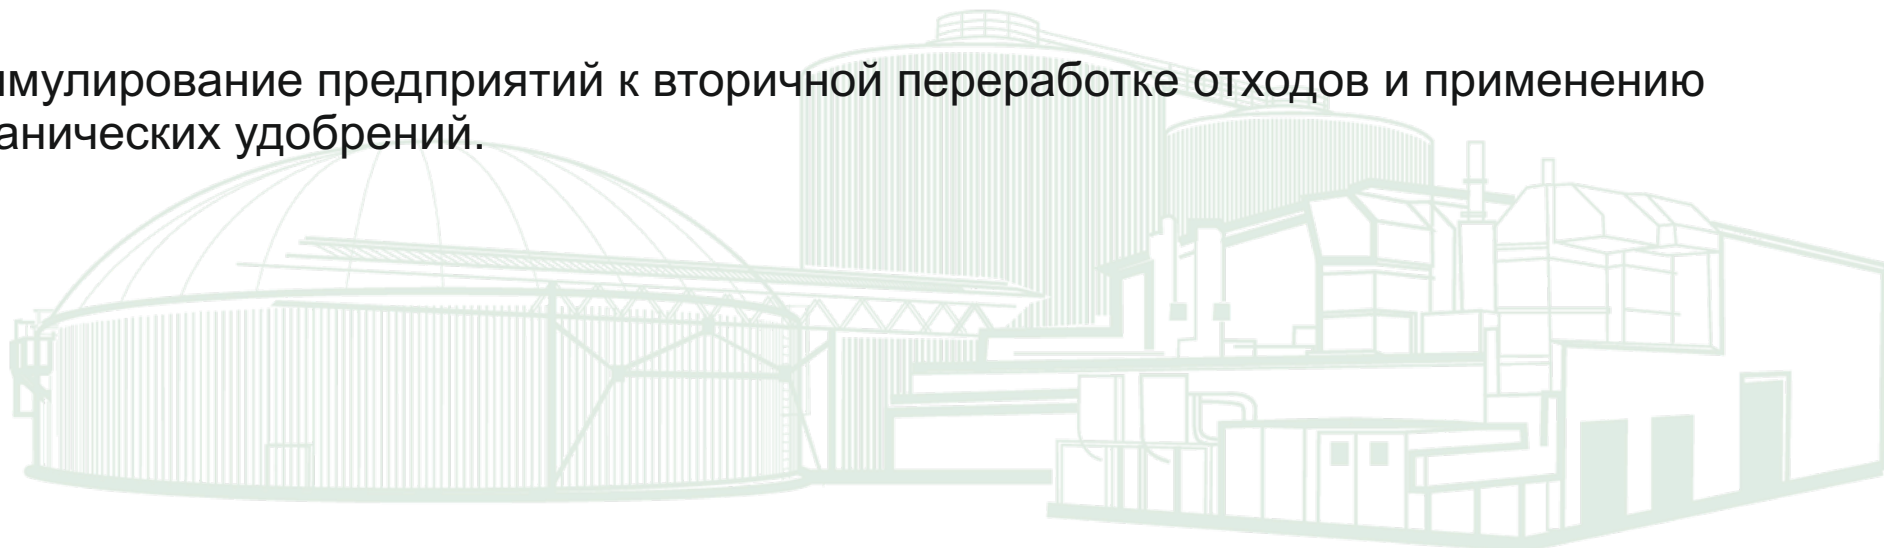 имулирование предприятий к вторичной переработке отходов и применению
анических удобрений.